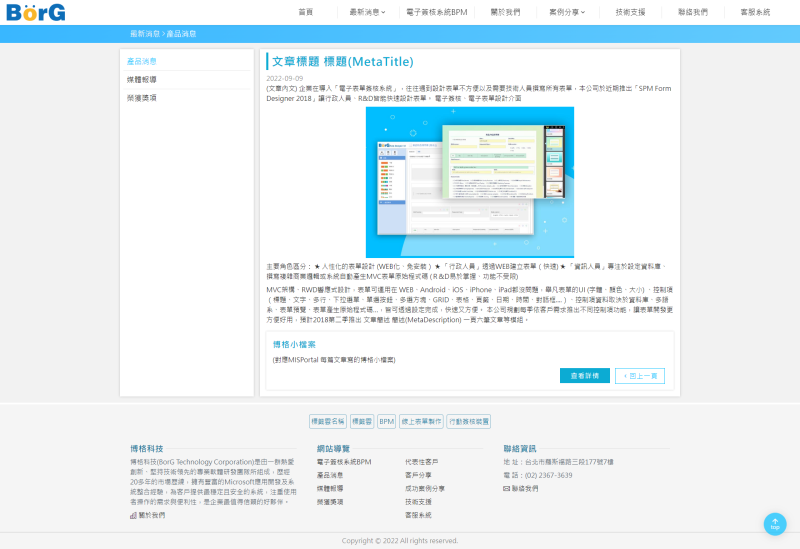 BorG
首頁 最新消息 電子簽核系統BPM 關於我們 案例分享 技術支援 聯絡我們 客服系統
最新消息 > 產品消息
產品消息
媒體報導
榮獲獎項
文章標題 標題(MetaTitle)
2022-09-09
(文章內文) 企業在導入「電子表單簽核系統」，往往遇到設計表單不方便以及需要技術人員撰寫所有表單，本公司於近期推出「SPM Form
Designer 2018」讓行政人員、R&D皆能快速設計表單。 電子簽核、電子表單設計介面
主要角色區分： ★ 人性化的表單設計 (WEB化、免安裝) ★「行政人員」透過WEB建立表單 ( 快速) ★ 「資訊人員」專注於設定資料庫、
撰寫複雜商業邏輯或系統自動產生MVC表單原始程式碼 (R&D易於掌握、功能不受限)
MVC架構、RWD響應式設計，表單可適用在 WEB、Android、iOS、iPhone、iPad都沒問題，舉凡表單的UI (字體、顏色、大小) 、控制項
( 標題、文字、多行、下拉選單、單選按鈕、多選方塊、GRID、表格、頁籤、日期、時間、對話框...) 、控制項資料取決於資料庫、多語
系、表單預覽、表單產生原始程式碼...，皆可透過設定完成，快速又方便。 本公司規劃每季依客戶需求推出不同控制項功能，讓表單開發更
方便好用，預計2018第二季推出 文章簡述 簡述(MetaDescription) 一頁六篇文章等模組。
博格小檔案
(對應MISPortal 每篇文章寫的博格小檔案)
查看詳情 回上一頁
標籤雲名稱 標籤雲 BPM 線上表單製作 行動簽核裝置
博格科技
博格科技(BorG Technology Corporation)是由一群熱愛
創新、堅持技術領先的專業軟體研發團隊所組成，歷經
20多年的市場歷練，擁有豐富的Microsoft應用開發及系
統整合經驗，為客戶提供最穩定且安全的系統，注重使用
者操作的需求與便利性，是企業最值得信賴的好夥伴。
關於我們
網站導覽
電子簽核系統BPM 代表性客戶
產品消息 客戶分享
媒體報導 成功案例分享
榮獲獎項 技術支援
客服系統
聯絡資訊
地 址：台北市羅斯福路三段177號7樓
電 話：(02) 2367-3639
聯絡我們
top
Copyright © 2022 All rights reserved.